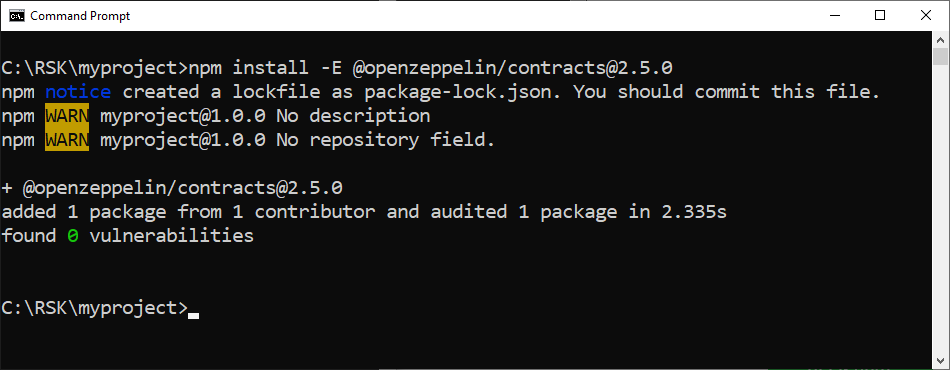 Command Prompt
C:\RSK\myproject>npm install -E @openzeppelin/contracts@2.5.0
npm notice created a lockfile as package-lock.json. You should commit this file.
npm WARN myproject@1.0.0 No description
npm WARN myproject@1.0.0 No repository field.
+ @openzeppelin/contracts@2.5.0
added 1 package from 1 contributor and audited 1 package in 2.335s
found 0 vulnerabilities
C:\RSK\myproject>